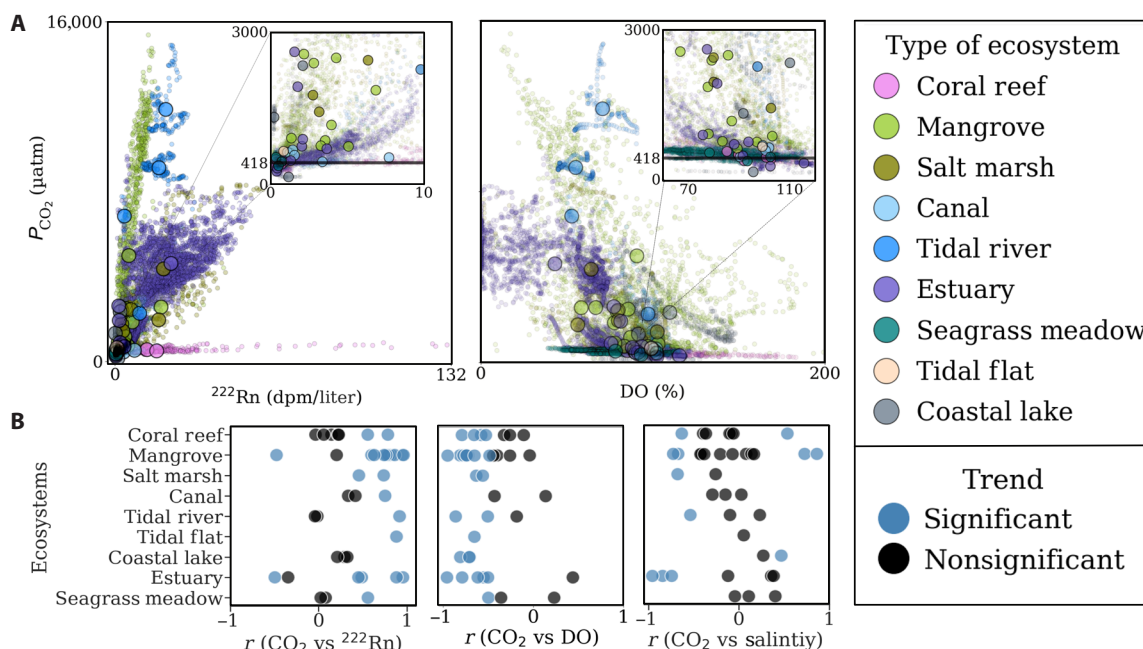 A
16,000
P_CO₂ (µatm)
0
0
132
²²²Rn (dpm/liter)
3000
418
0
0
10
0
200
DO (%)
3000
418
0
70
110
Type of ecosystem
Coral reef
Mangrove
Salt marsh
Canal
Tidal river
Estuary
Seagrass meadow
Tidal flat
Coastal lake
Trend
Significant
Nonsignificant
B
Ecosystems
Coral reef
Mangrove
Salt marsh
Canal
Tidal river
Tidal flat
Coastal lake
Estuary
Seagrass meadow
−1
0
1
r (CO₂ vs ²²²Rn)
−1
0
1
r (CO₂ vs DO)
−1
0
1
r (CO₂ vs salintiy)